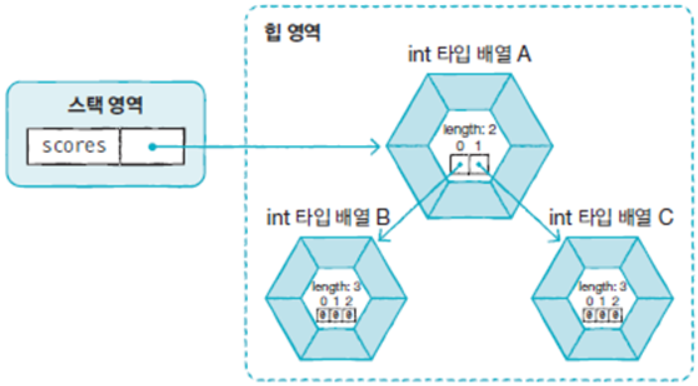 힙 영역
int 타입 배열 A
스택 영역
scores
length: 2
0 1
int 타입 배열 B
int 타입 배열 C
length: 3
0 1 2
0 0 0
length: 3
0 1 2
0 0 0